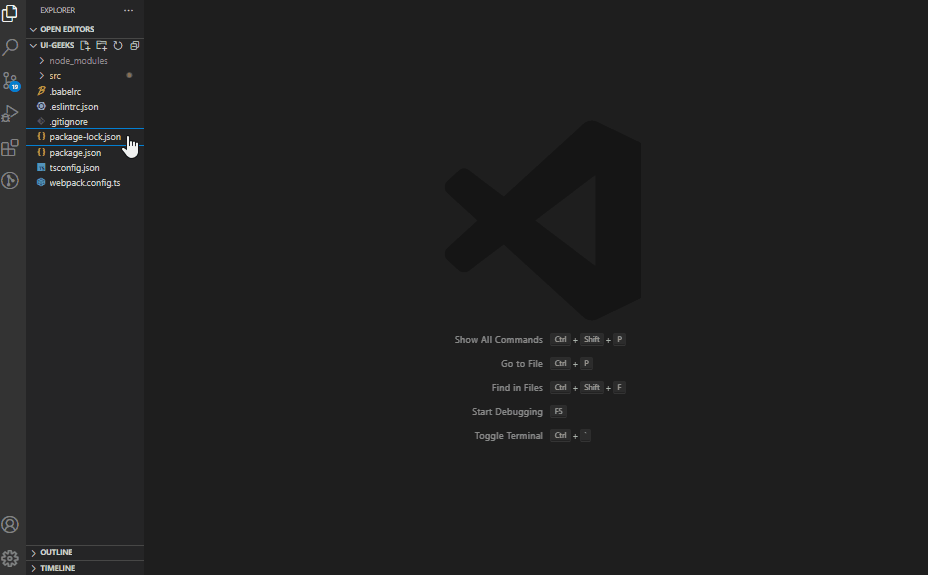 EXPLORER
OPEN EDITORS
UI-GEEKS
node_modules
src
.babelrc
.eslintrc.json
.gitignore
package-lock.json
package.json
tsconfig.json
webpack.config.ts
19
Show All Commands Ctrl + Shift + P
Go to File Ctrl + P
Find in Files Ctrl + Shift + F
Start Debugging F5
Toggle Terminal Ctrl + `
OUTLINE
TIMELINE